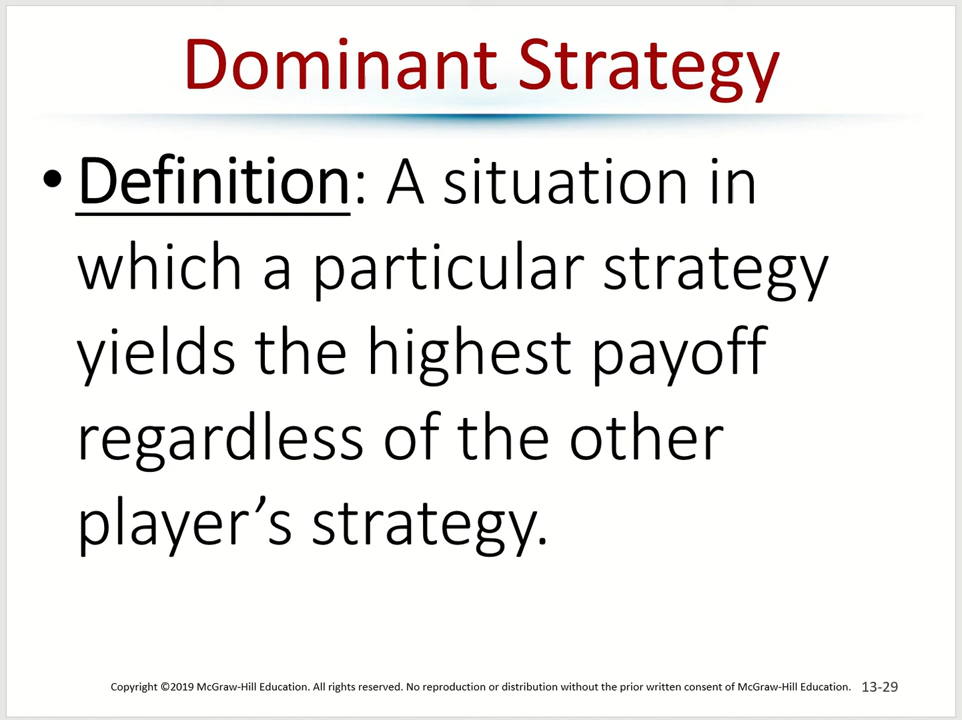 Dominant Strategy
• Definition: A situation in
which a particular strategy
yields the highest payoff
regardless of the other
player’s strategy.
Copyright ©2019 McGraw-Hill Education. All rights reserved. No reproduction or distribution without the prior written consent of McGraw-Hill Education. 13-29